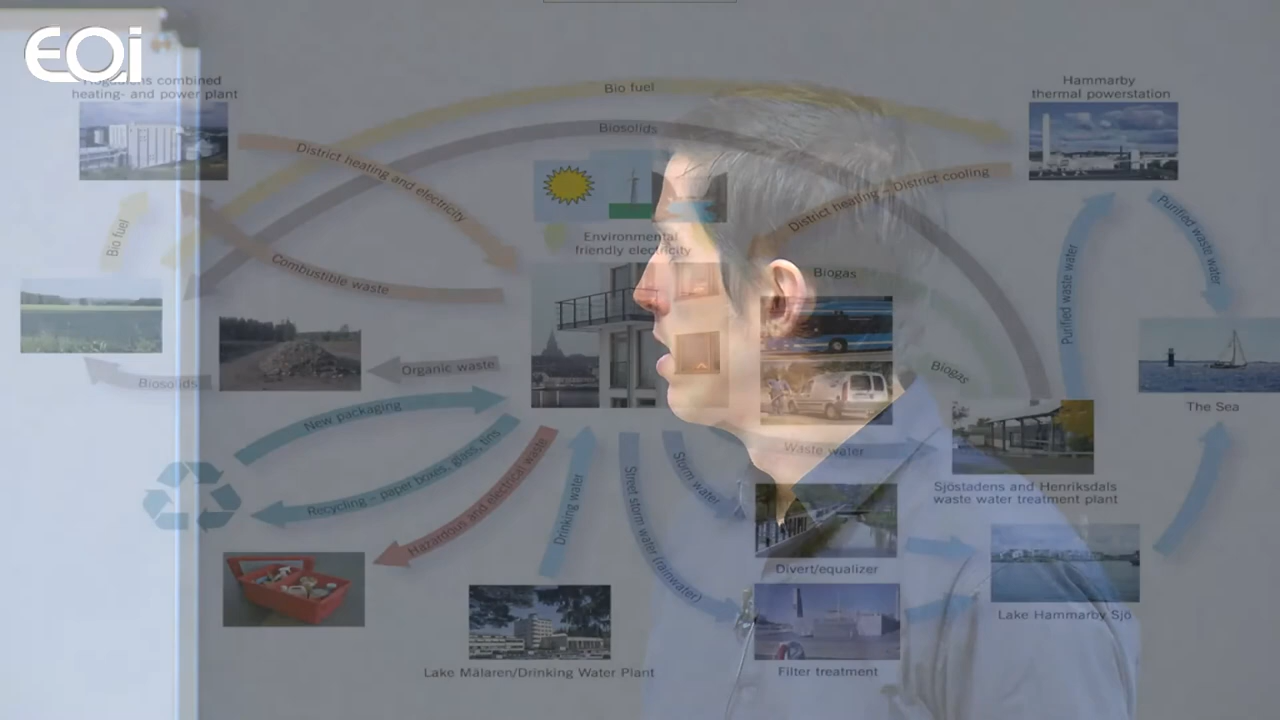 EOi
Högdalens combined
heating- and power plant
Bio fuel
Hammarby
thermal powerstation
Biosolids
District heating and electricity
District heating – District cooling
Environmental
friendly electricity
Bio fuel
Combustible waste
Biogas
Purified waste water
Purified waste water
Biosolids
Organic waste
Biogas
The Sea
New packaging
Recycling – paper boxes, glass, tins
Hazardous and electrical waste
Drinking water
Street storm water (rainwater)
Storm water
Waste water
Sjöstadens and Henriksdals
waste water treatment plant
Divert/equalizer
Lake Hammarby Sjö
Lake Mälaren/Drinking Water Plant
Filter treatment